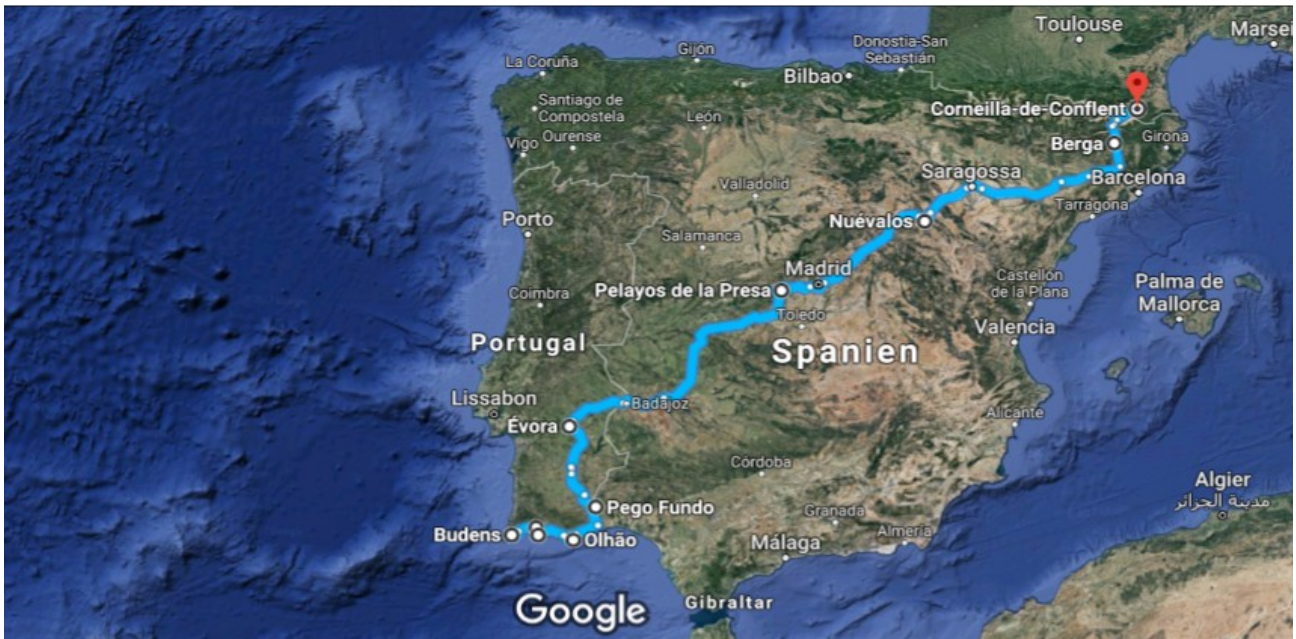 Toulouse
Marsei
Gijón
Donostia-San
Sebastián
La Coruña
Bilbao
Santiago de
Compostela
León
Corneilla-de-Conflent
Vigo
Ourense
Berga
Girona
Valladolid
Saragossa
Barcelona
Tarragona
Porto
Nuévalos
Salamanca
Madrid
Castellón
de la Plana
Palma de
Mallorca
Pelayos de la Presa
Coimbra
Toledo
Valencia
Portugal
Spanien
Lissabon
Badajoz
Alicante
Évora
Córdoba
Algier
مدينة الجزائر
Pego Fundo
Granada
Almería
Budens
Olhão
Málaga
Google
Gibraltar